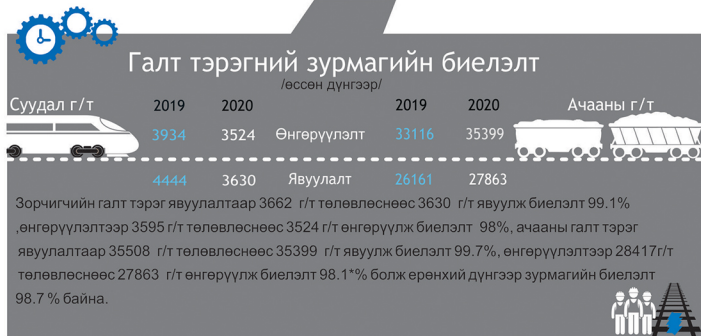 Галт тэрэгний зурмагийн биелэлт
/өссөн дүнгээр/
Суудал г/т 2019 2020 2019 2020 Ачааны г/т
3934 3524 Өнгөрүүлэлт 33116 35399
4444 3630 Явуулалт 26161 27863
Зорчигчийн галт тэрэг явуулалтаар 3662 г/т төлөвлөснөөс 3630 г/т явуулж биелэлт 99.1%
,өнгөрүүлэлтээр 3595 г/т төлөвлөснөөс 3524 г/т өнгөрүүлж биелэлт 98%, ачааны галт тэрэг
явуулалтаар 35508 г/т төлөвлөснөөс 35399 г/т явуулж биелэлт 99.7%, өнгөрүүлэлтээр 28417г/т
төлөвлөснөөс 27863 г/т өнгөрүүлж биелэлт 98.1*% болж ерөнхий дүнгээр зурмагийн биелэлт
98.7 % байна.